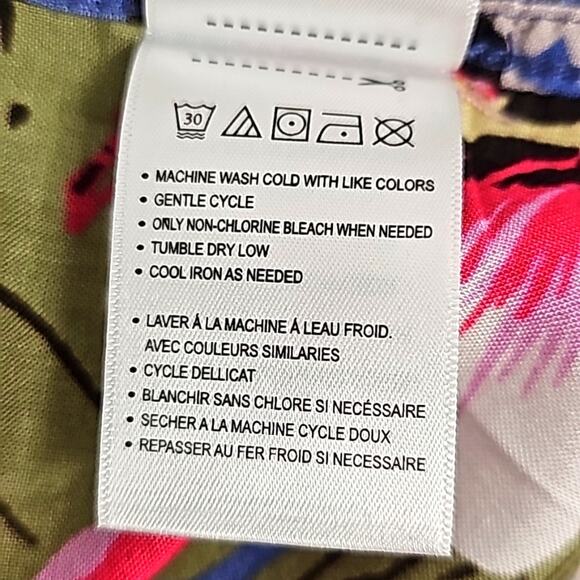 30
• MACHINE WASH COLD WITH LIKE COLORS
• GENTLE CYCLE
• ONLY NON-CHLORINE BLEACH WHEN NEEDED
• TUMBLE DRY LOW
• COOL IRON AS NEEDED
• LAVER Á LA MACHINE Á LEAU FROID.
AVEC COULEURS SIMILARIES
• CYCLE DELLICAT
• BLANCHIR SANS CHLORE SI NECÉSSAIRE
• SECHER A LA MACHINE CYCLE DOUX
• REPASSER AU FER FROID SI NECÉSSAIRE